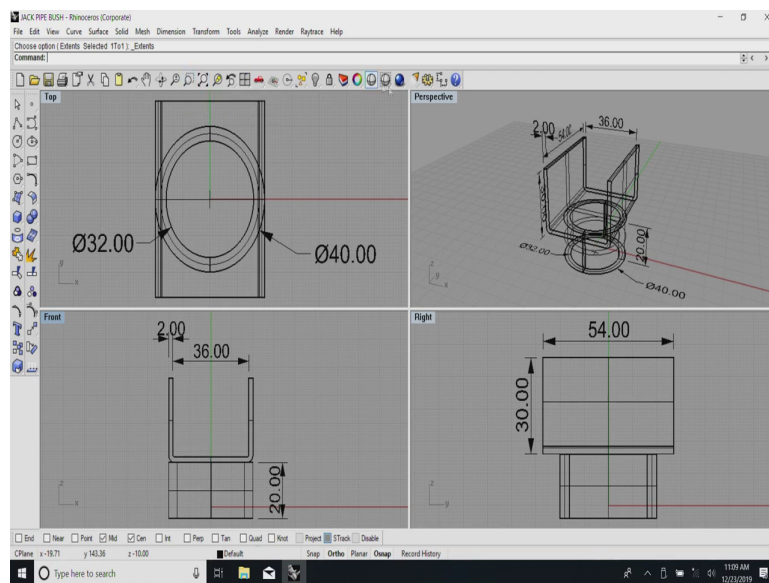 JACK PIPE BUSH - Rhinoceros (Corporate)
File Edit View Curve Surface Solid Mesh Dimension Transform Tools Analyze Render Raytrace Help
Choose option ( Extents Selected 1To1 ): _Extents
Command:
Top
Ø32.00
Ø40.00
y
x
Perspective
2.00
54.00
36.00
20.00
Ø32.00
Ø40.00
z
y
x
Front
2.00
36.00
20.00
z
x
Right
54.00
30.00
z
y
End Near Point Mid Cen Int Perp Tan Quad Knot Project STrack Disable
CPlane x -19.71 y 143.36 z -10.00 Default Snap Ortho Planar Osnap Record History
Type here to search
11:09 AM
12/23/2019